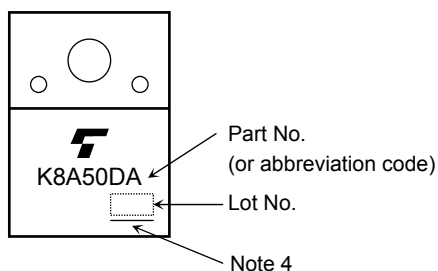 K8A50DA
Part No.
(or abbreviation code)
Lot No.
Note 4